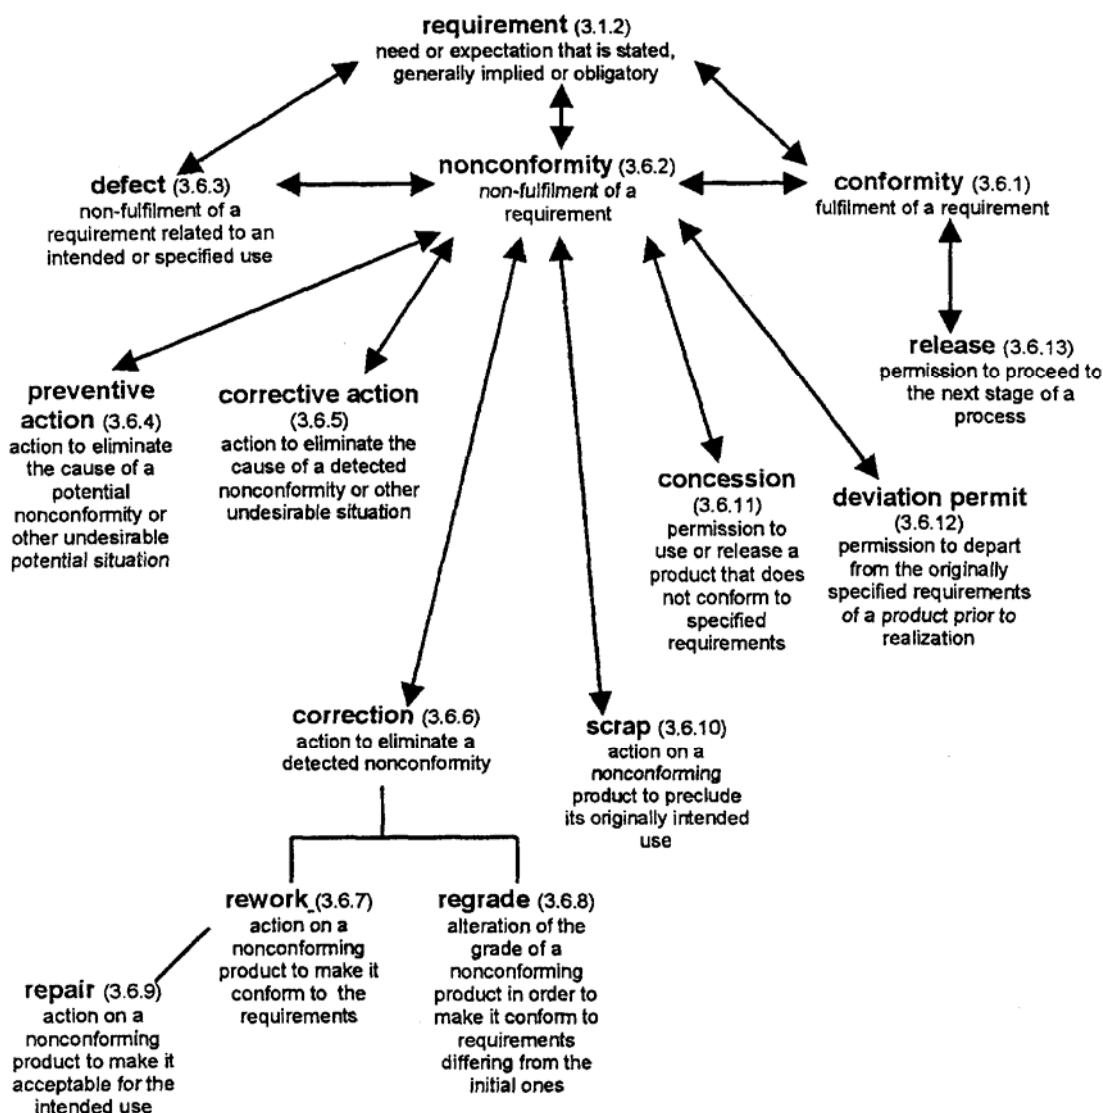 requirement (3.1.2)
need or expectation that is stated,
generally implied or obligatory
nonconformity (3.6.2)
non-fulfilment of a
requirement
defect (3.6.3)
non-fulfilment of a
requirement related to an
intended or specified use
conformity (3.6.1)
fulfilment of a requirement
release (3.6.13)
permission to proceed to
the next stage of a
process
preventive
action (3.6.4)
action to eliminate
the cause of a
potential
nonconformity or
other undesirable
potential situation
corrective action
(3.6.5)
action to eliminate the
cause of a detected
nonconformity or other
undesirable situation
concession
(3.6.11)
permission to
use or release a
product that does
not conform to
specified
requirements
deviation permit
(3.6.12)
permission to depart
from the originally
specified requirements
of a product prior to
realization
correction (3.6.6)
action to eliminate a
detected nonconformity
scrap (3.6.10)
action on a
nonconforming
product to preclude
its originally intended
use
rework (3.6.7)
action on a
nonconforming
product to make it
conform to the
requirements
regrade (3.6.8)
alteration of the
grade of a
nonconforming
product in order to
make it conform to
requirements
differing from the
initial ones
repair (3.6.9)
action on a
nonconforming
product to make it
acceptable for the
intended use